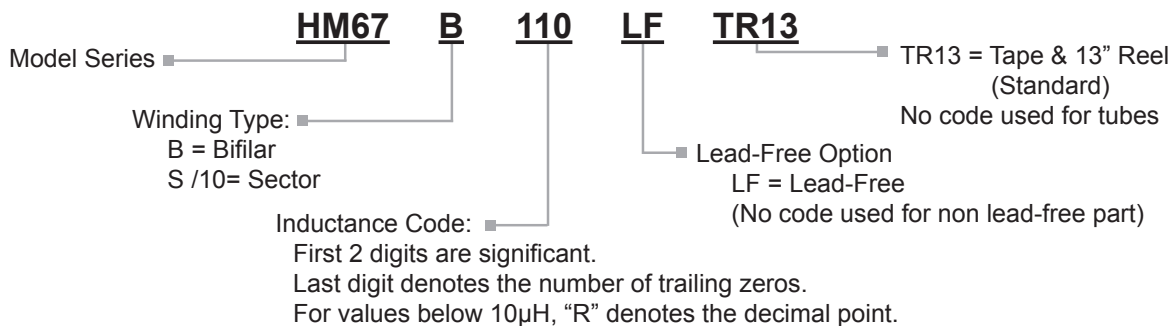 HM67 B 110 LF TR13
Model Series
TR13 = Tape & 13” Reel
(Standard)
No code used for tubes
Winding Type:
B = Bifilar
S /10= Sector
Lead-Free Option
LF = Lead-Free
(No code used for non lead-free part)
Inductance Code:
First 2 digits are significant.
Last digit denotes the number of trailing zeros.
For values below 10µH, “R” denotes the decimal point.